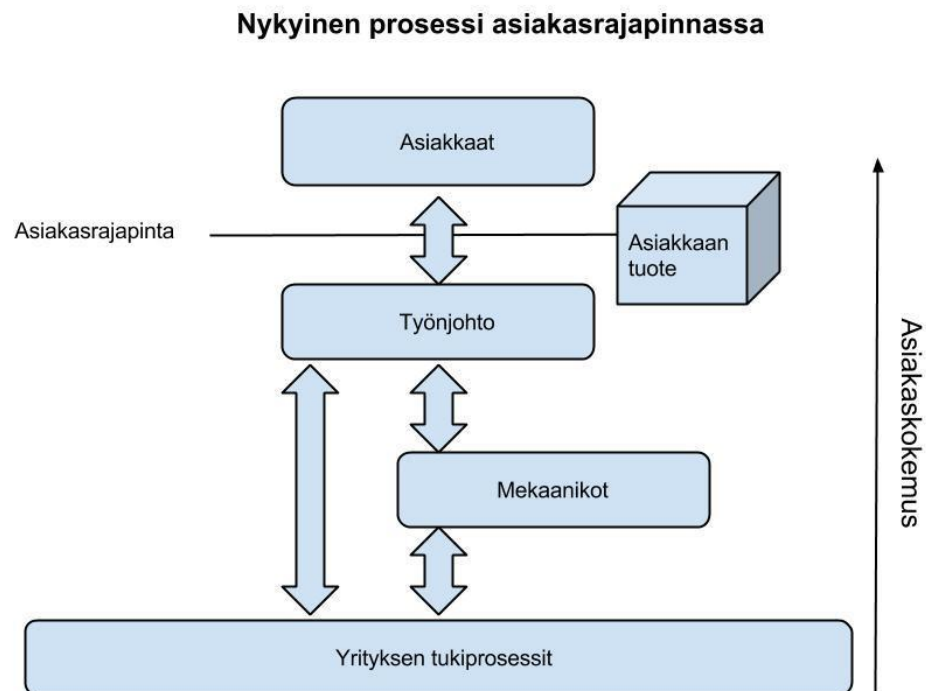 Nykyinen prosessi asiakasrajapinnassa
Asiakkaat
Asiakasrajapinta
Asiakkaan
tuote
Työnjohto
Asiakaskokemus
Mekaanikot
Yrityksen tukiprosessit